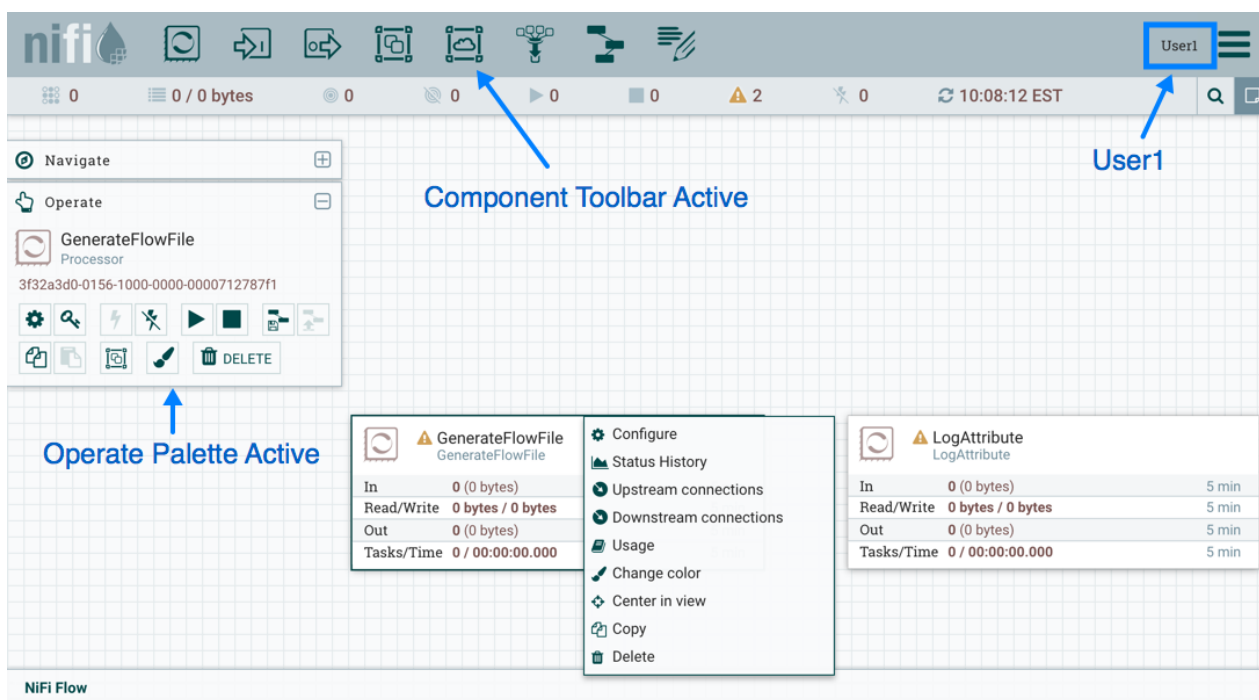 nifi
User1
0 0 / 0 bytes 0 0 0 0 2 0 10:08:12 EST
User1
Component Toolbar Active
Navigate
Operate
GenerateFlowFile
Processor
3f32a3d0-0156-1000-0000-0000712787f1
DELETE
Operate Palette Active
GenerateFlowFile
GenerateFlowFile
In 0 (0 bytes)
Read/Write 0 bytes / 0 bytes
Out 0 (0 bytes)
Tasks/Time 0 / 00:00:00.000
Configure
Status History
Upstream connections
Downstream connections
Usage
Change color
Center in view
Copy
Delete
LogAttribute
LogAttribute
In 0 (0 bytes) 5 min
Read/Write 0 bytes / 0 bytes 5 min
Out 0 (0 bytes) 5 min
Tasks/Time 0 / 00:00:00.000 5 min
NiFi Flow